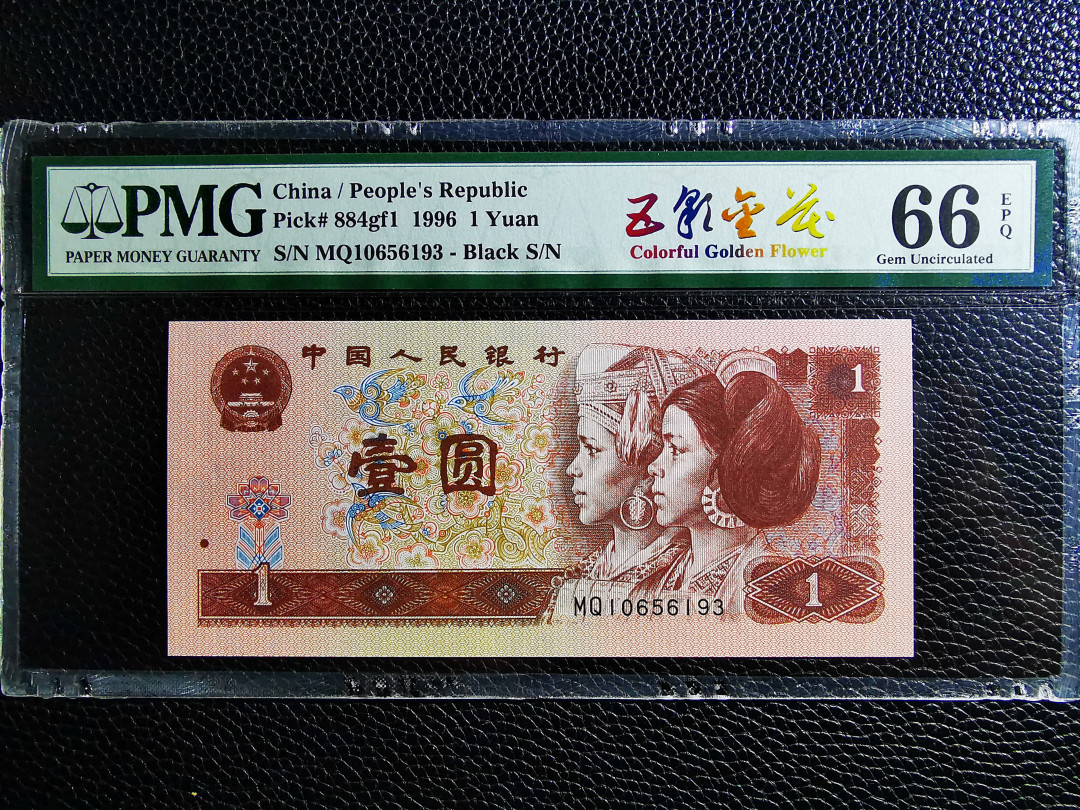 PMG
PAPER MONEY GUARANTY
China / People's Republic
Pick# 884gf1 1996 1 Yuan
S/N MQ10656193 - Black S/N
五彩金花
Colorful Golden Flower
66
EPQ
Gem Uncirculated
中国人民银行
1
壹圆
1
1
MQ10656193